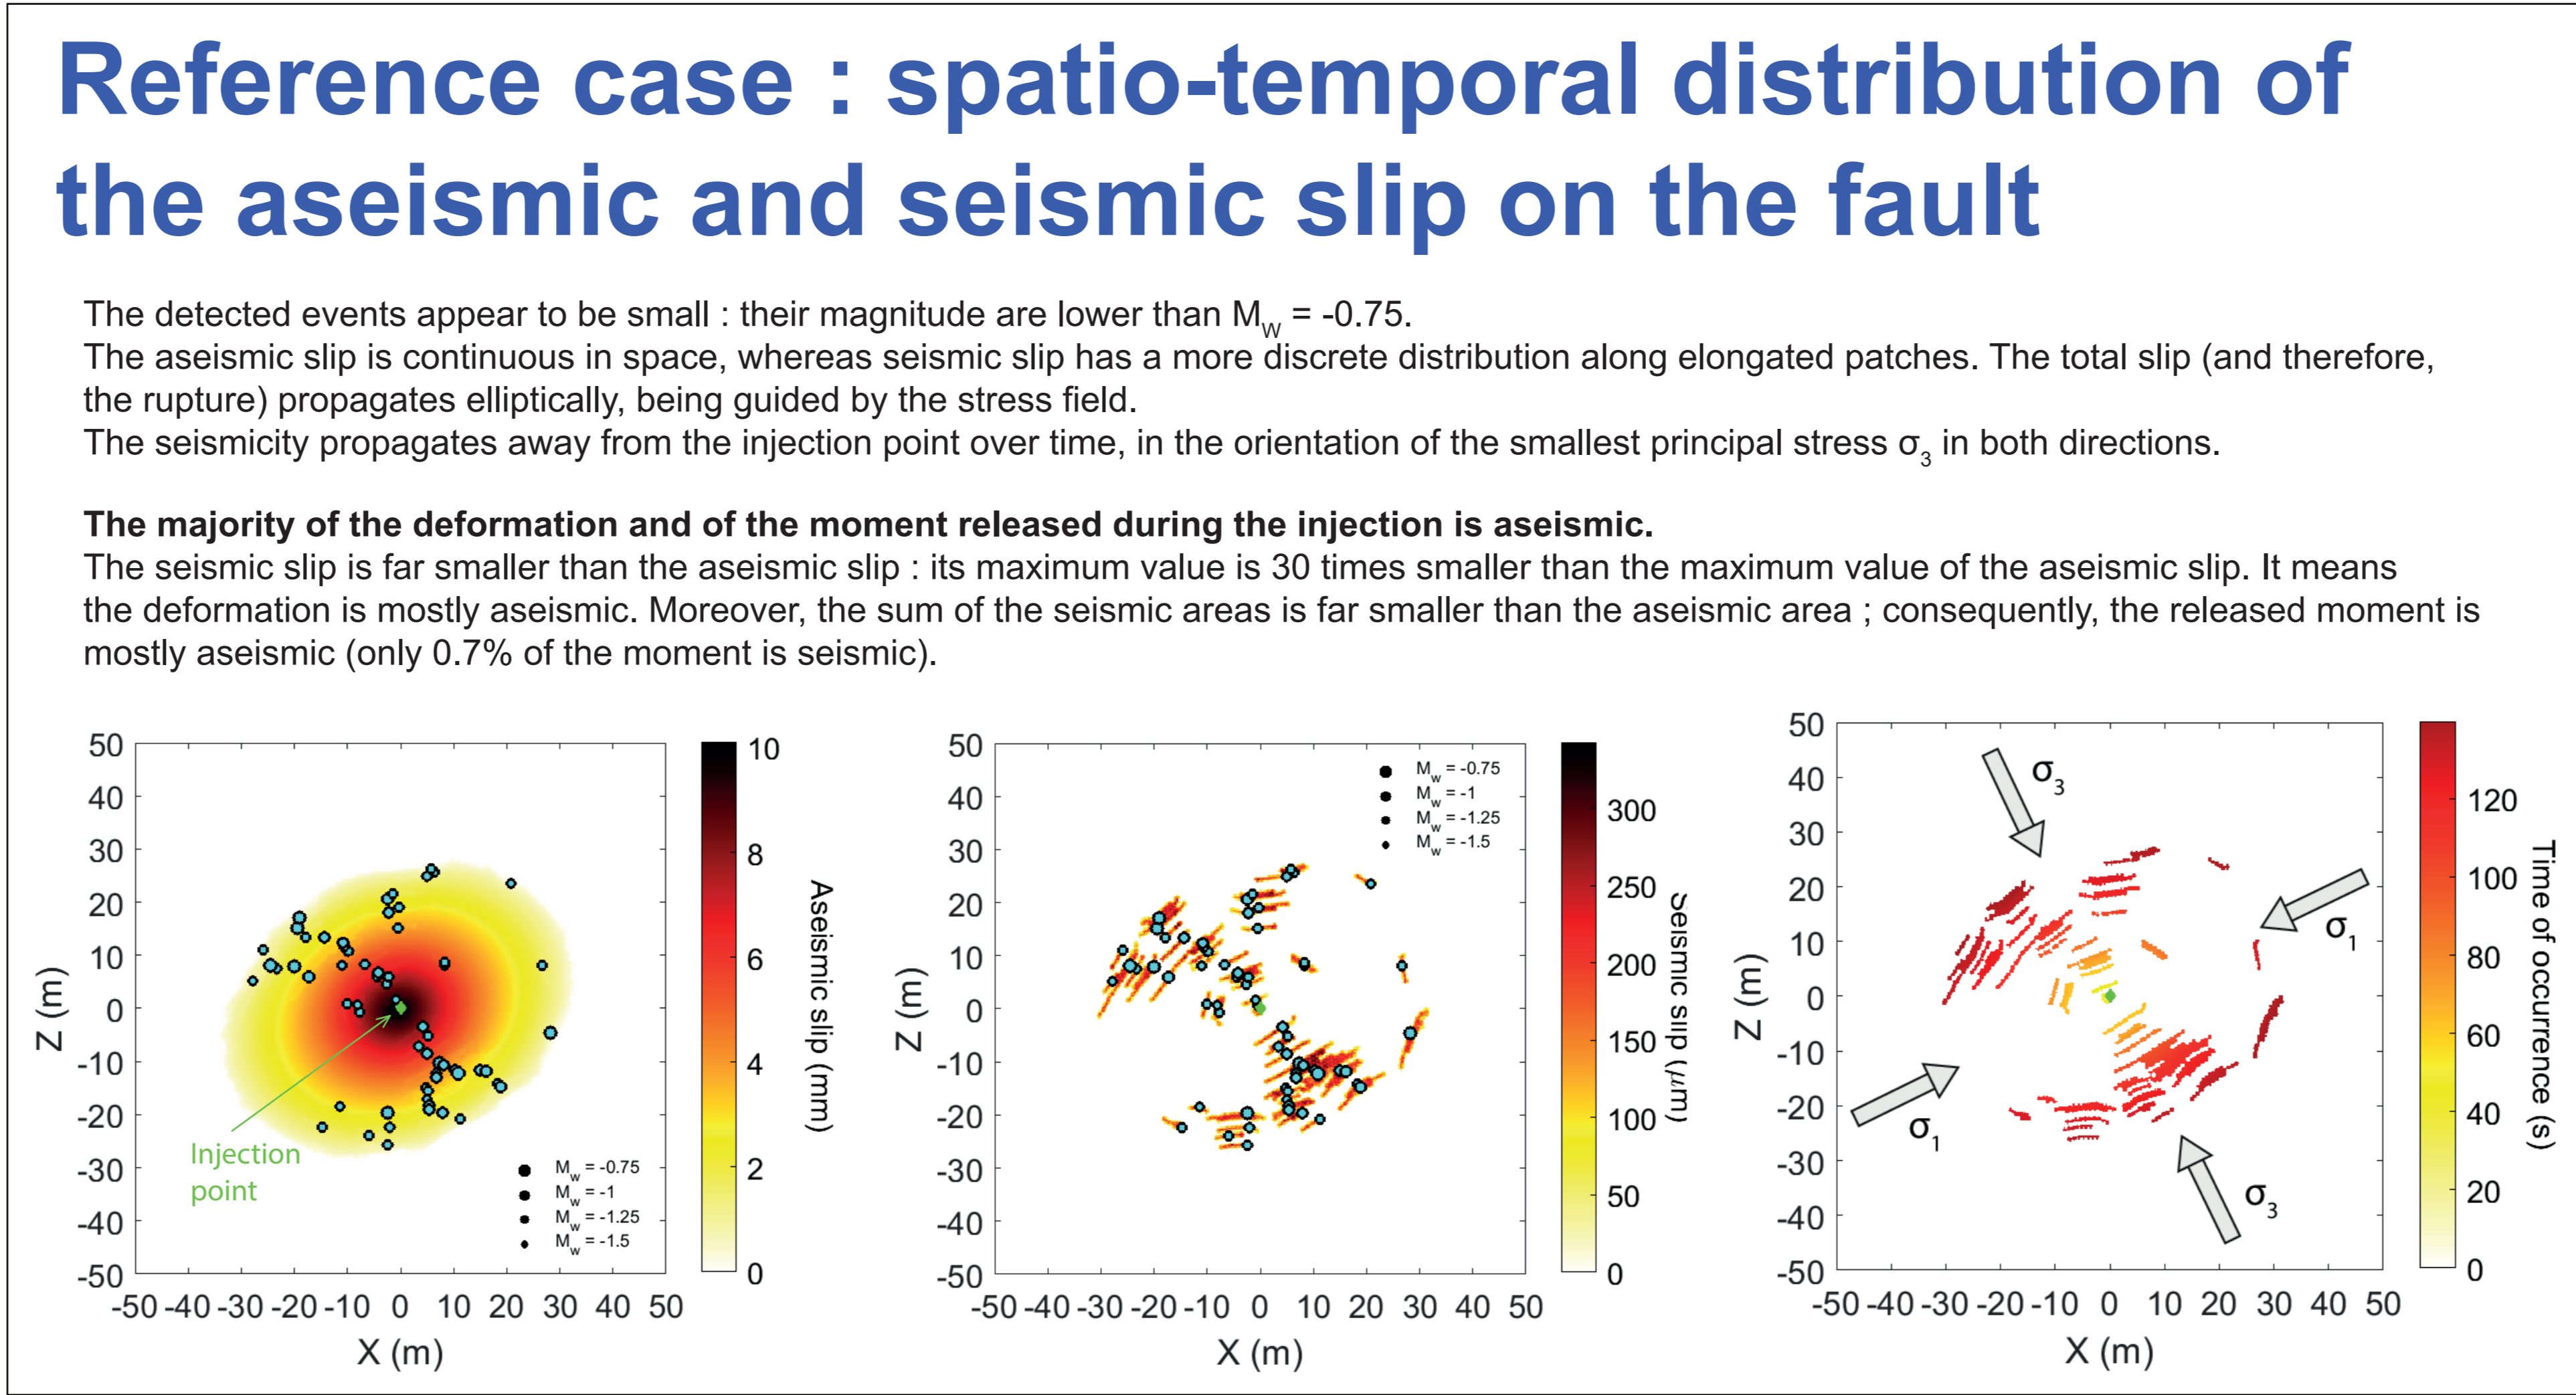 Reference case : spatio-temporal distribution of
the aseismic and seismic slip on the fault
The detected events appear to be small : their magnitude are lower than Mw = -0.75.
The aseismic slip is continuous in space, whereas seismic slip has a more discrete distribution along elongated patches. The total slip (and therefore,
the rupture) propagates elliptically, being guided by the stress field.
The seismicity propagates away from the injection point over time, in the orientation of the smallest principal stress σ3 in both directions.
The majority of the deformation and of the moment released during the injection is aseismic.
The seismic slip is far smaller than the aseismic slip : its maximum value is 30 times smaller than the maximum value of the aseismic slip. It means
the deformation is mostly aseismic. Moreover, the sum of the seismic areas is far smaller than the aseismic area ; consequently, the released moment is
mostly aseismic (only 0.7% of the moment is seismic).
50
40
30
20
10
0
-10
-20
-30
-40
-50
Z (m)
-50 -40 -30 -20 -10 0 10 20 30 40 50
X (m)
Injection
point
Mw = -0.75
Mw = -1
Mw = -1.25
Mw = -1.5
10
8
6
4
2
0
Aseismic slip (mm)
50
40
30
20
10
0
-10
-20
-30
-40
-50
Z (m)
-50 -40 -30 -20 -10 0 10 20 30 40 50
X (m)
Mw = -0.75
Mw = -1
Mw = -1.25
Mw = -1.5
300
250
200
150
100
50
0
Seismic slip (μm)
50
40
30
20
10
0
-10
-20
-30
-40
-50
Z (m)
-50 -40 -30 -20 -10 0 10 20 30 40 50
X (m)
σ3
σ1
σ1
σ3
120
100
80
60
40
20
0
Time of occurrence (s)